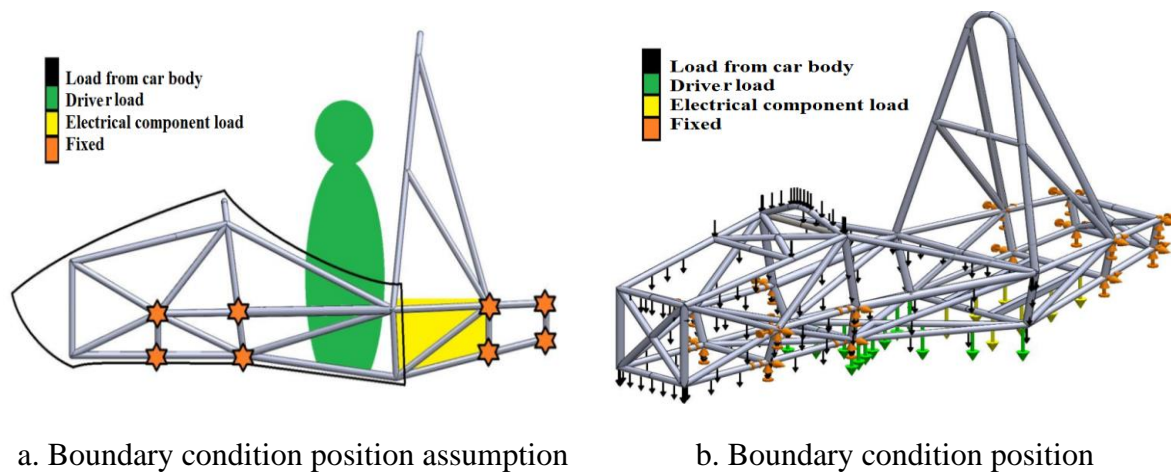 Load from car body
Driver load
Electrical component load
Fixed
Load from car body
Driver load
Electrical component load
Fixed
a. Boundary condition position assumption
b. Boundary condition position